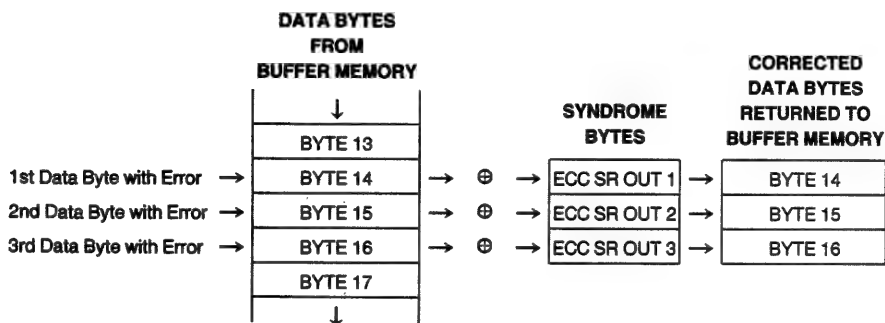 DATA BYTES
FROM
BUFFER MEMORY
SYNDROME
BYTES
CORRECTED
DATA BYTES
RETURNED TO
BUFFER MEMORY
↓
BYTE 13
1st Data Byte with Error → BYTE 14 → ⊕ → ECC SR OUT 1 → BYTE 14
2nd Data Byte with Error → BYTE 15 → ⊕ → ECC SR OUT 2 → BYTE 15
3rd Data Byte with Error → BYTE 16 → ⊕ → ECC SR OUT 3 → BYTE 16
BYTE 17
↓